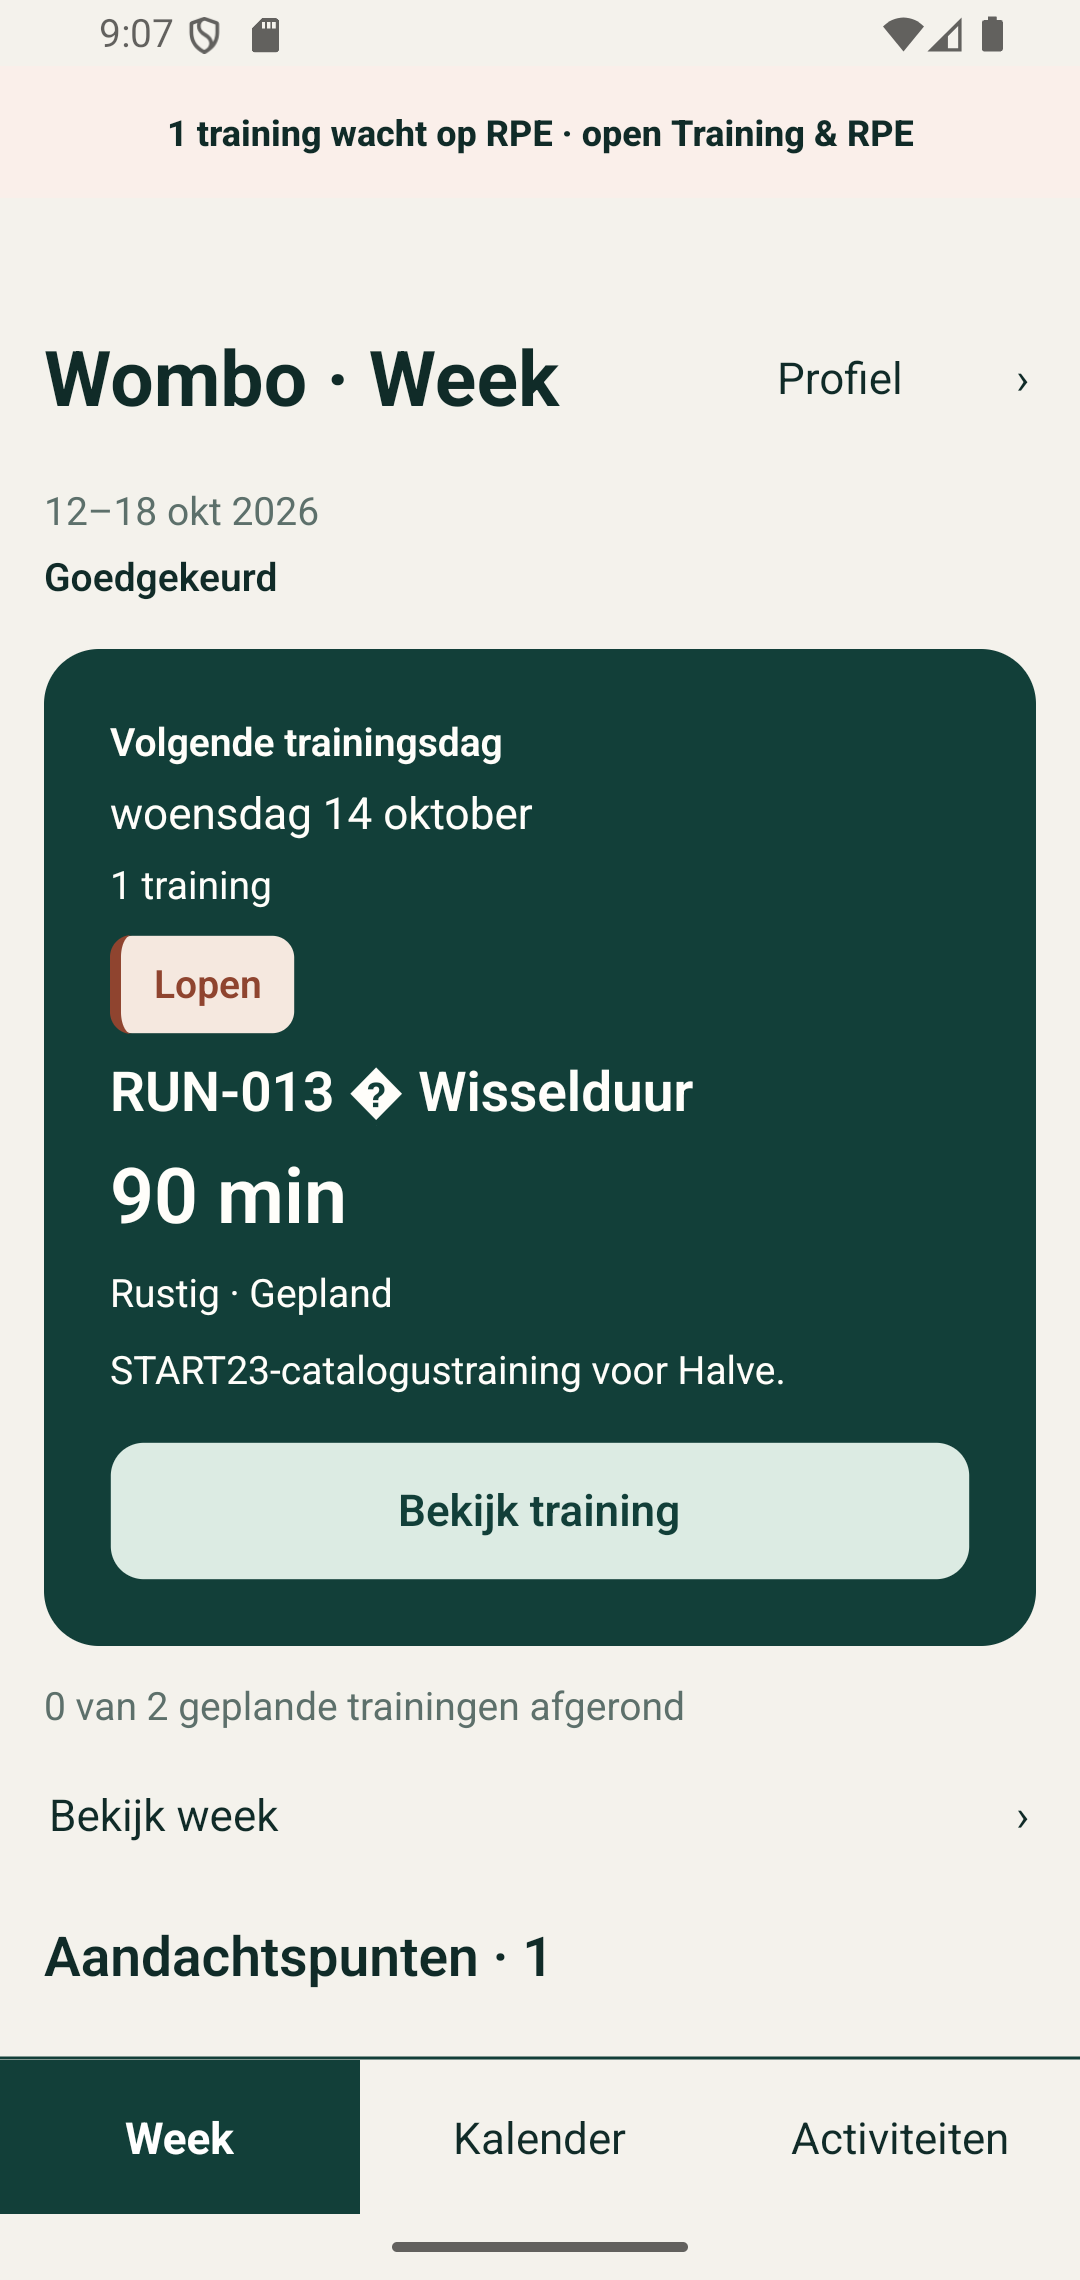 9:07
1 training wacht op RPE · open Training & RPE
Wombo · Week
Profiel ›
12–18 okt 2026
Goedgekeurd
Volgende trainingsdag
woensdag 14 oktober
1 training
Lopen
RUN-013 � Wisselduur
90 min
Rustig · Gepland
START23-catalogustraining voor Halve.
Bekijk training
0 van 2 geplande trainingen afgerond
Bekijk week ›
Aandachtspunten · 1
Week Kalender Activiteiten